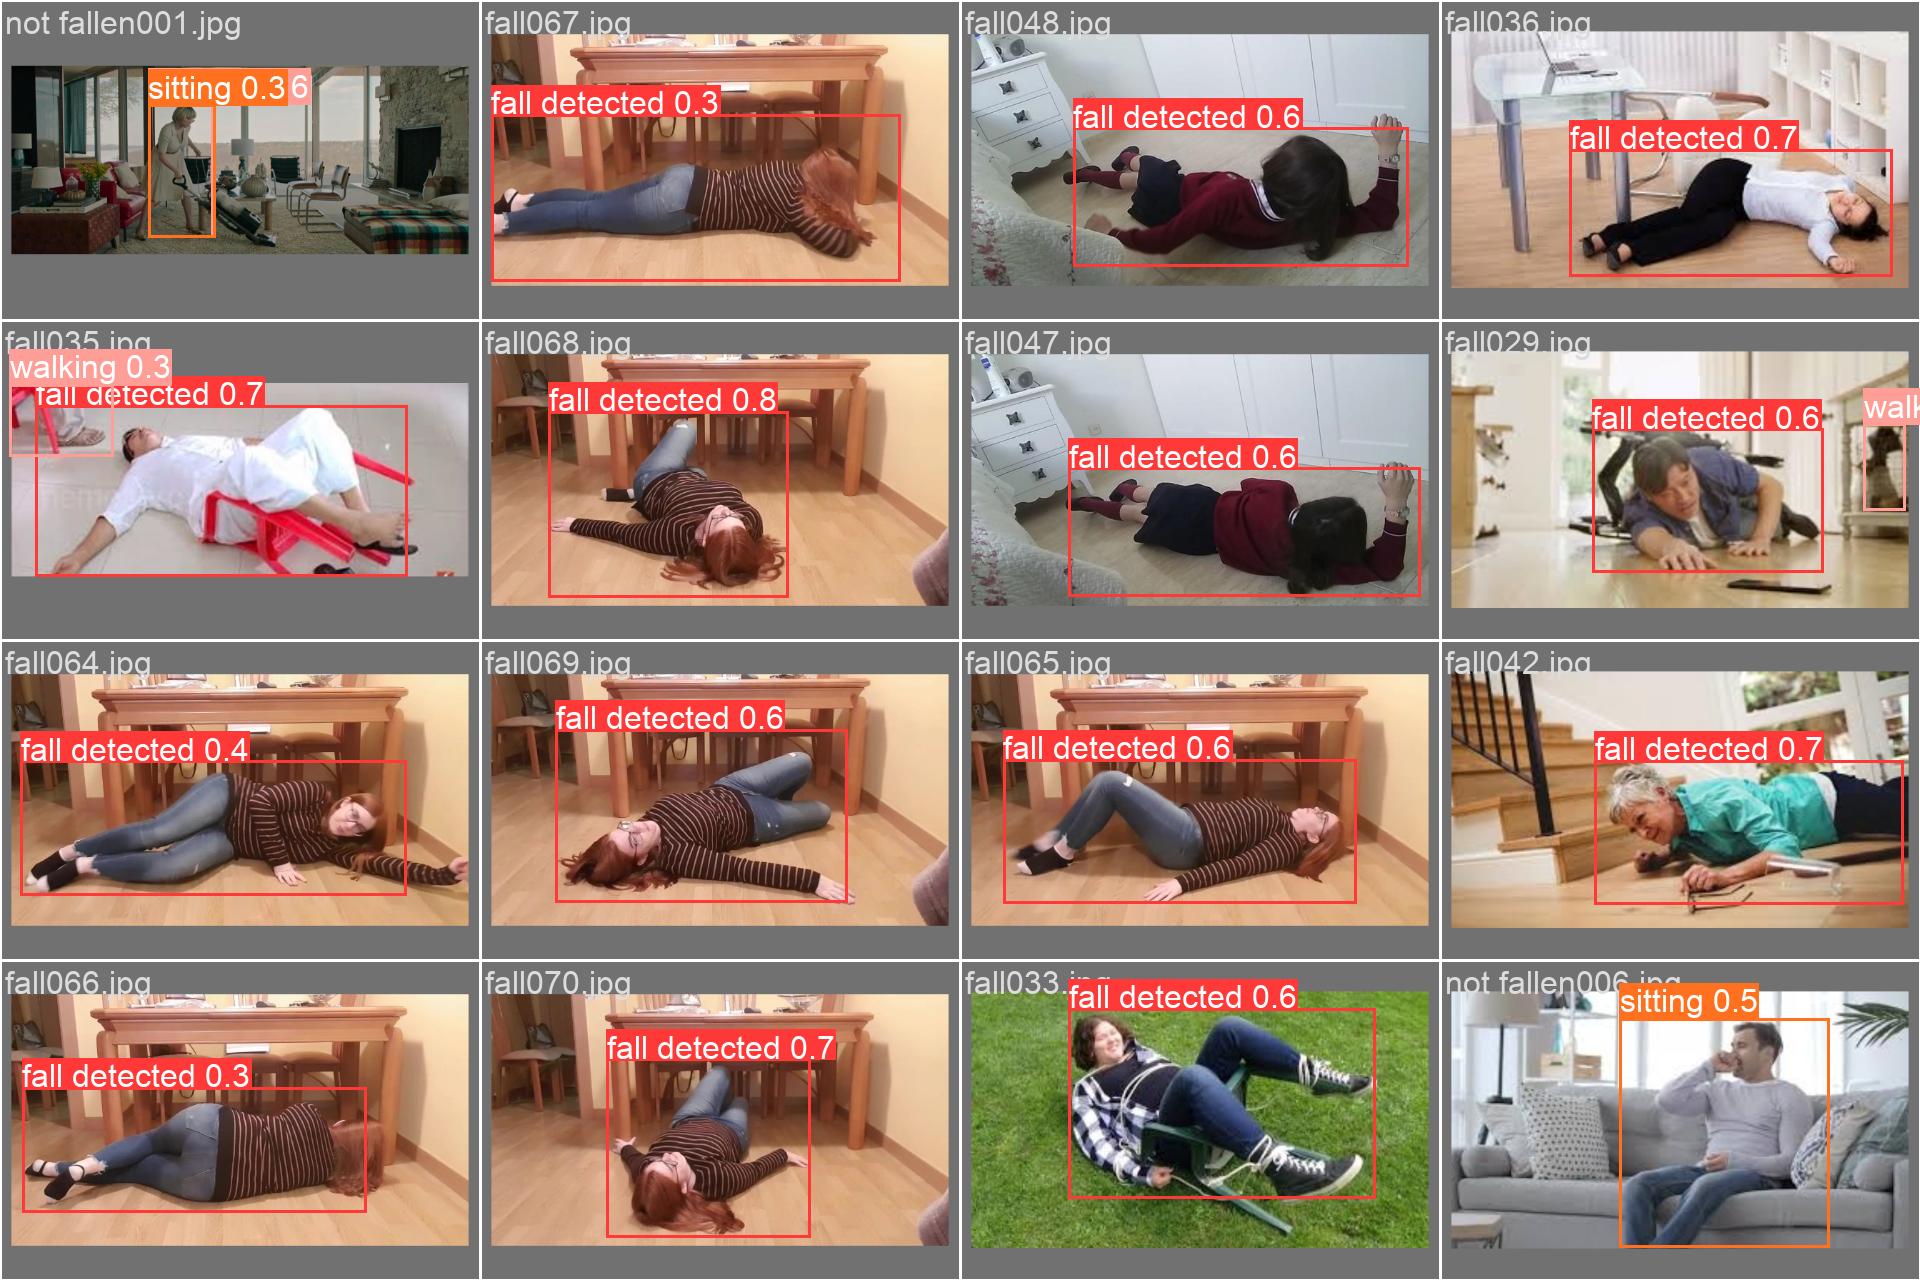 not fallen001.jpg
sitting 0.3 6
fall067.jpg
fall detected 0.3
fall048.jpg
fall detected 0.6
fall036.jpg
fall detected 0.7
fall035.jpg
walking 0.3
fall detected 0.7
fall068.jpg
fall detected 0.8
fall047.jpg
fall detected 0.6
fall029.jpg
fall detected 0.6
walk
fall064.jpg
fall detected 0.4
fall069.jpg
fall detected 0.6
fall065.jpg
fall detected 0.6
fall042.jpg
fall detected 0.7
fall066.jpg
fall detected 0.3
fall070.jpg
fall detected 0.7
fall033.jpg
fall detected 0.6
not fallen006.jpg
sitting 0.5